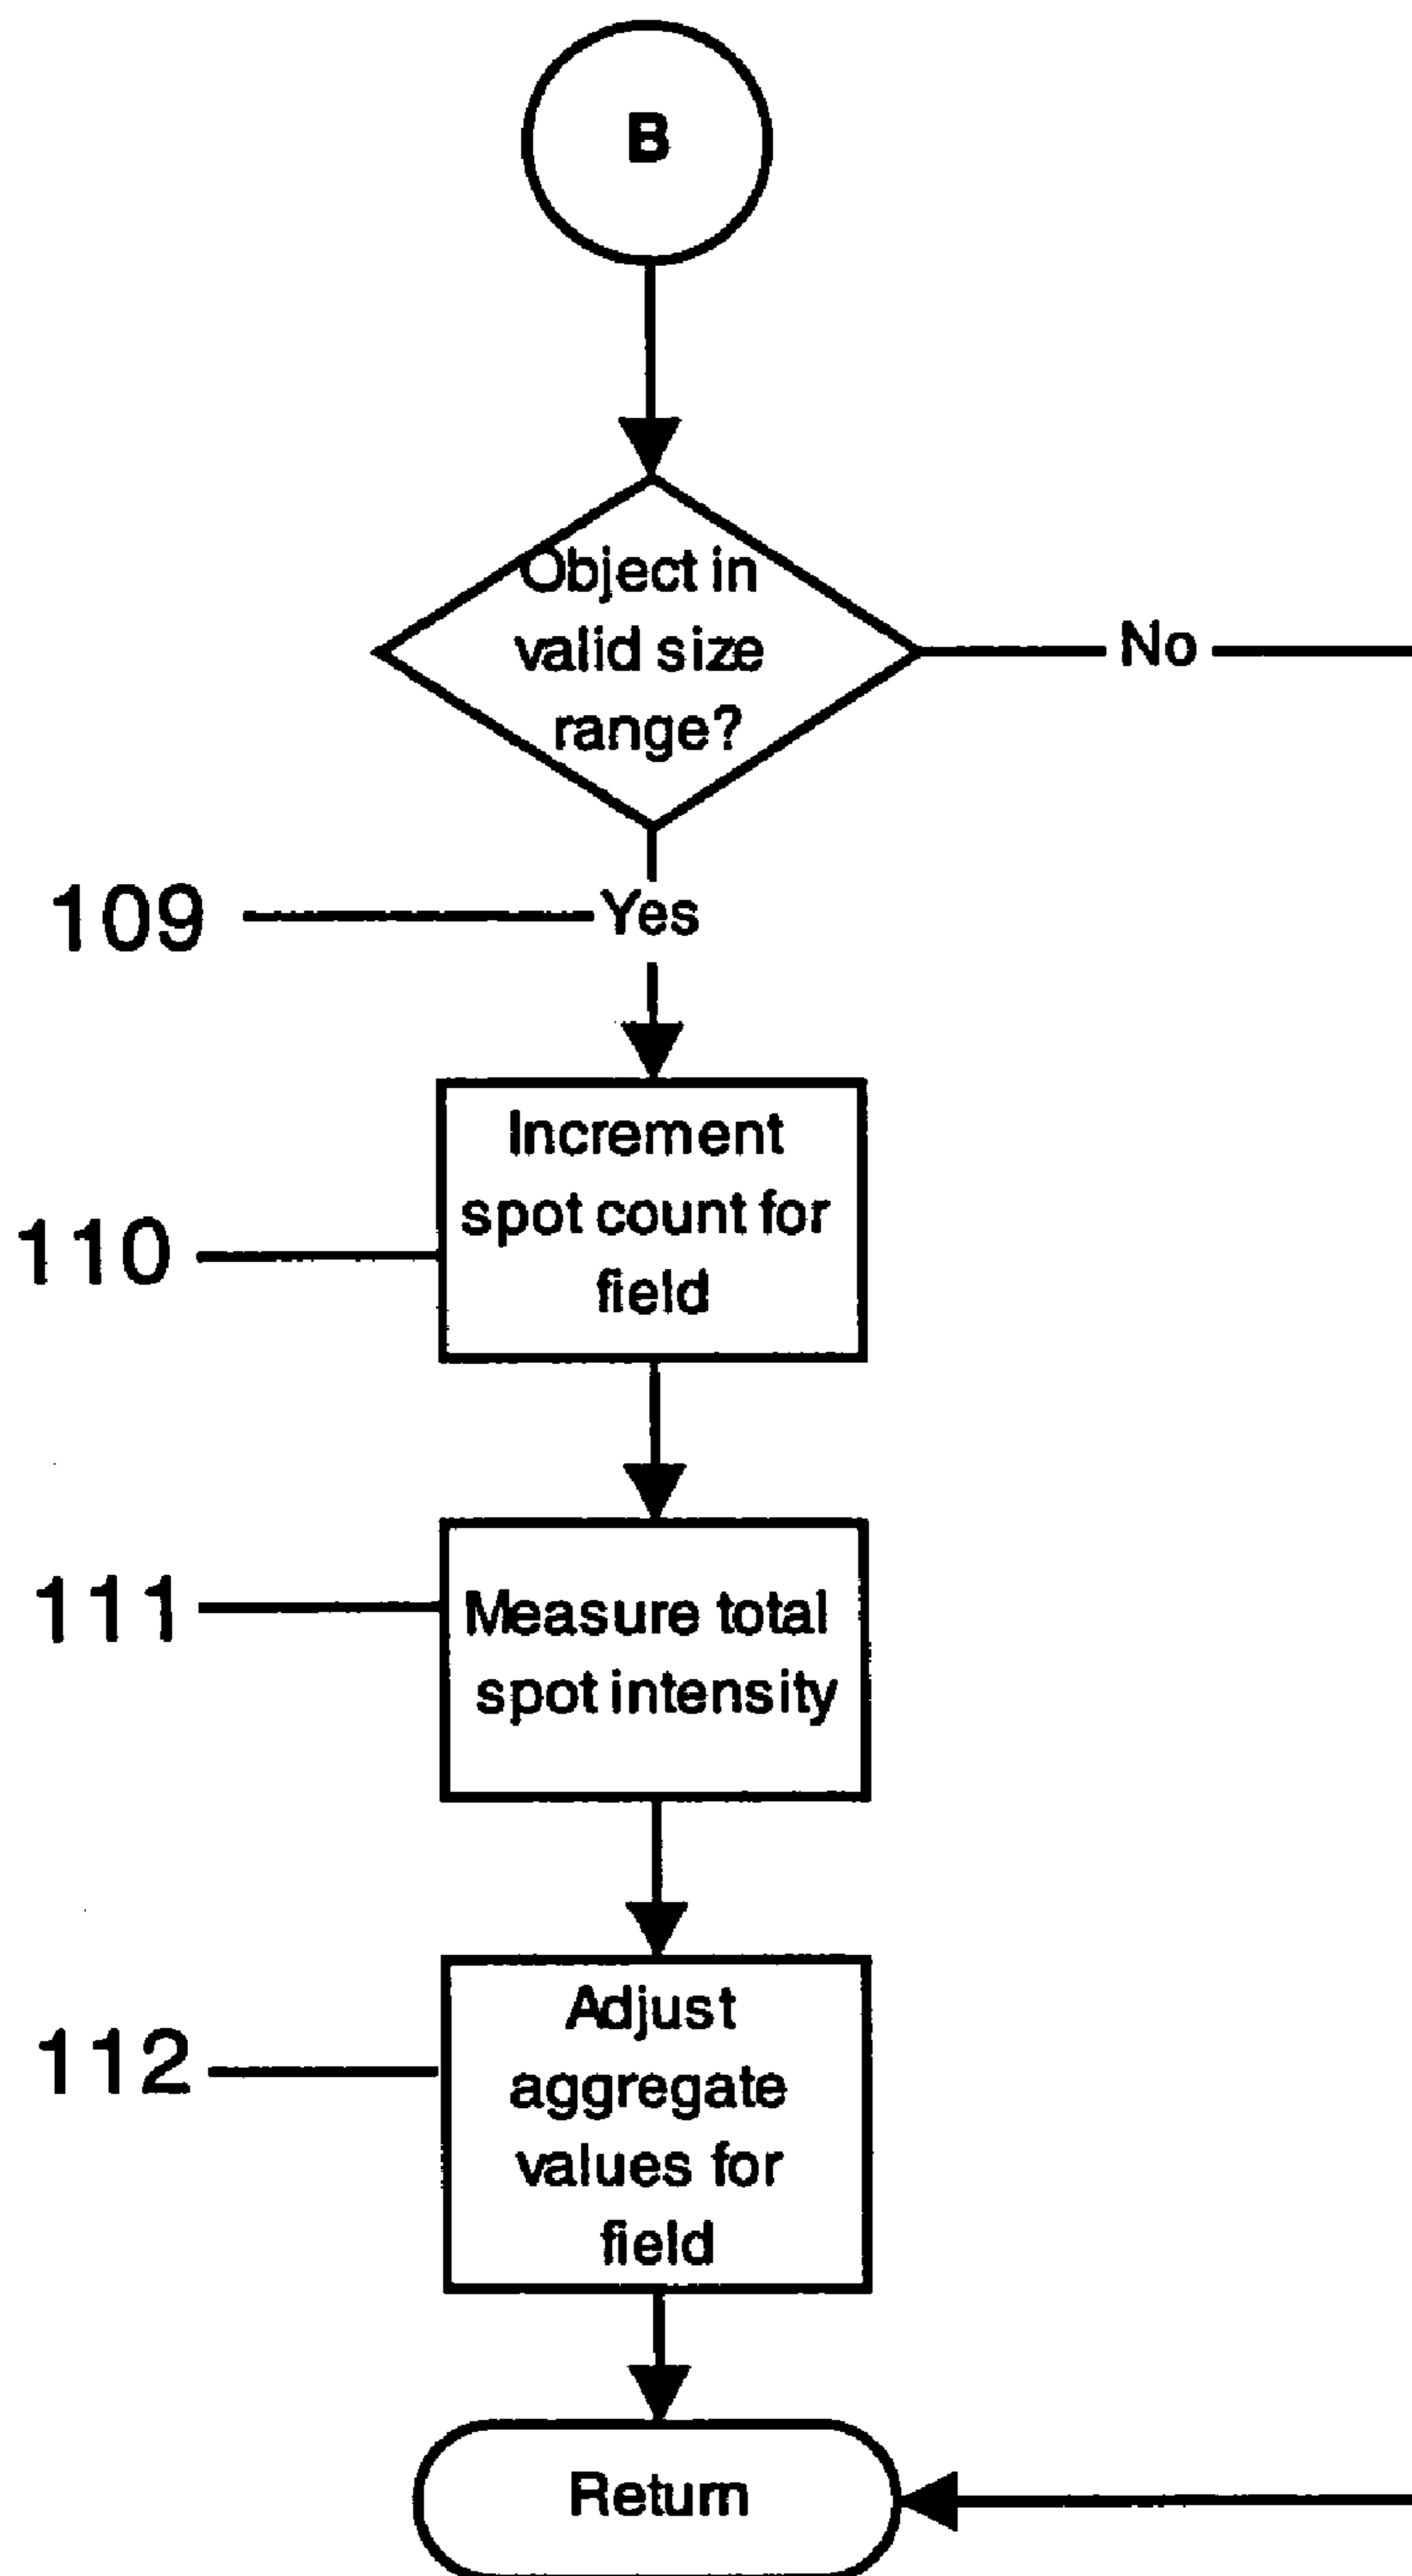 B
Object in
valid size
range?
No
109
Yes
Increment
spot count for
field
110
Measure total
spot intensity
111
Adjust
aggregate
values for
field
112
Return